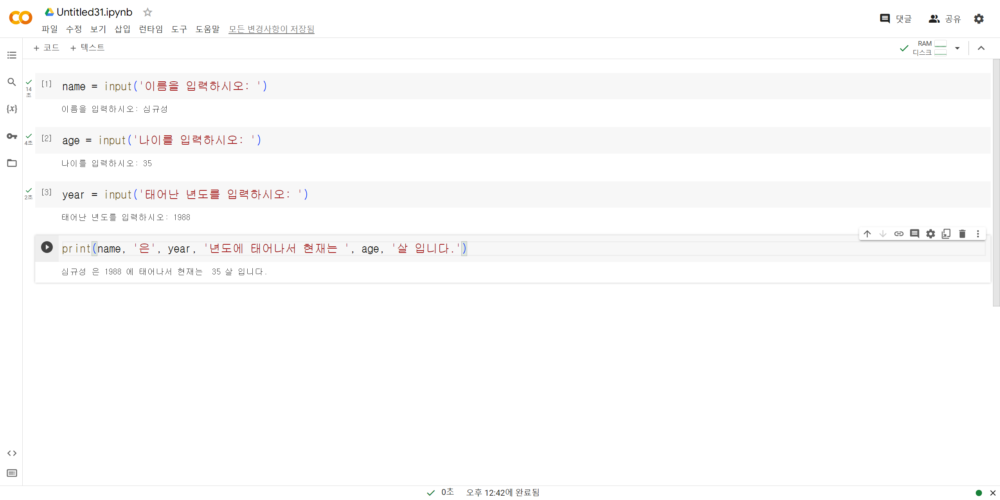 Untitled31.ipynb
파일 수정 보기 삽입 런타임 도구 도움말 모든 변경사항이 저장됨
댓글 공유
+ 코드 + 텍스트
RAM
디스크
14
초
[1] name = input('이름을 입력하시오: ')
이름을 입력하시오: 심규성
4초
[2] age = input('나이를 입력하시오: ')
나이를 입력하시오: 35
2초
[3] year = input('태어난 년도를 입력하시오: ')
태어난 년도를 입력하시오: 1988
print(name, '은', year, '년도에 태어나서 현재는 ', age, '살 입니다.')
심규성 은 1988 에 태어나서 현재는  35 살 입니다.
{x}
0초 오후 12:42에 완료됨